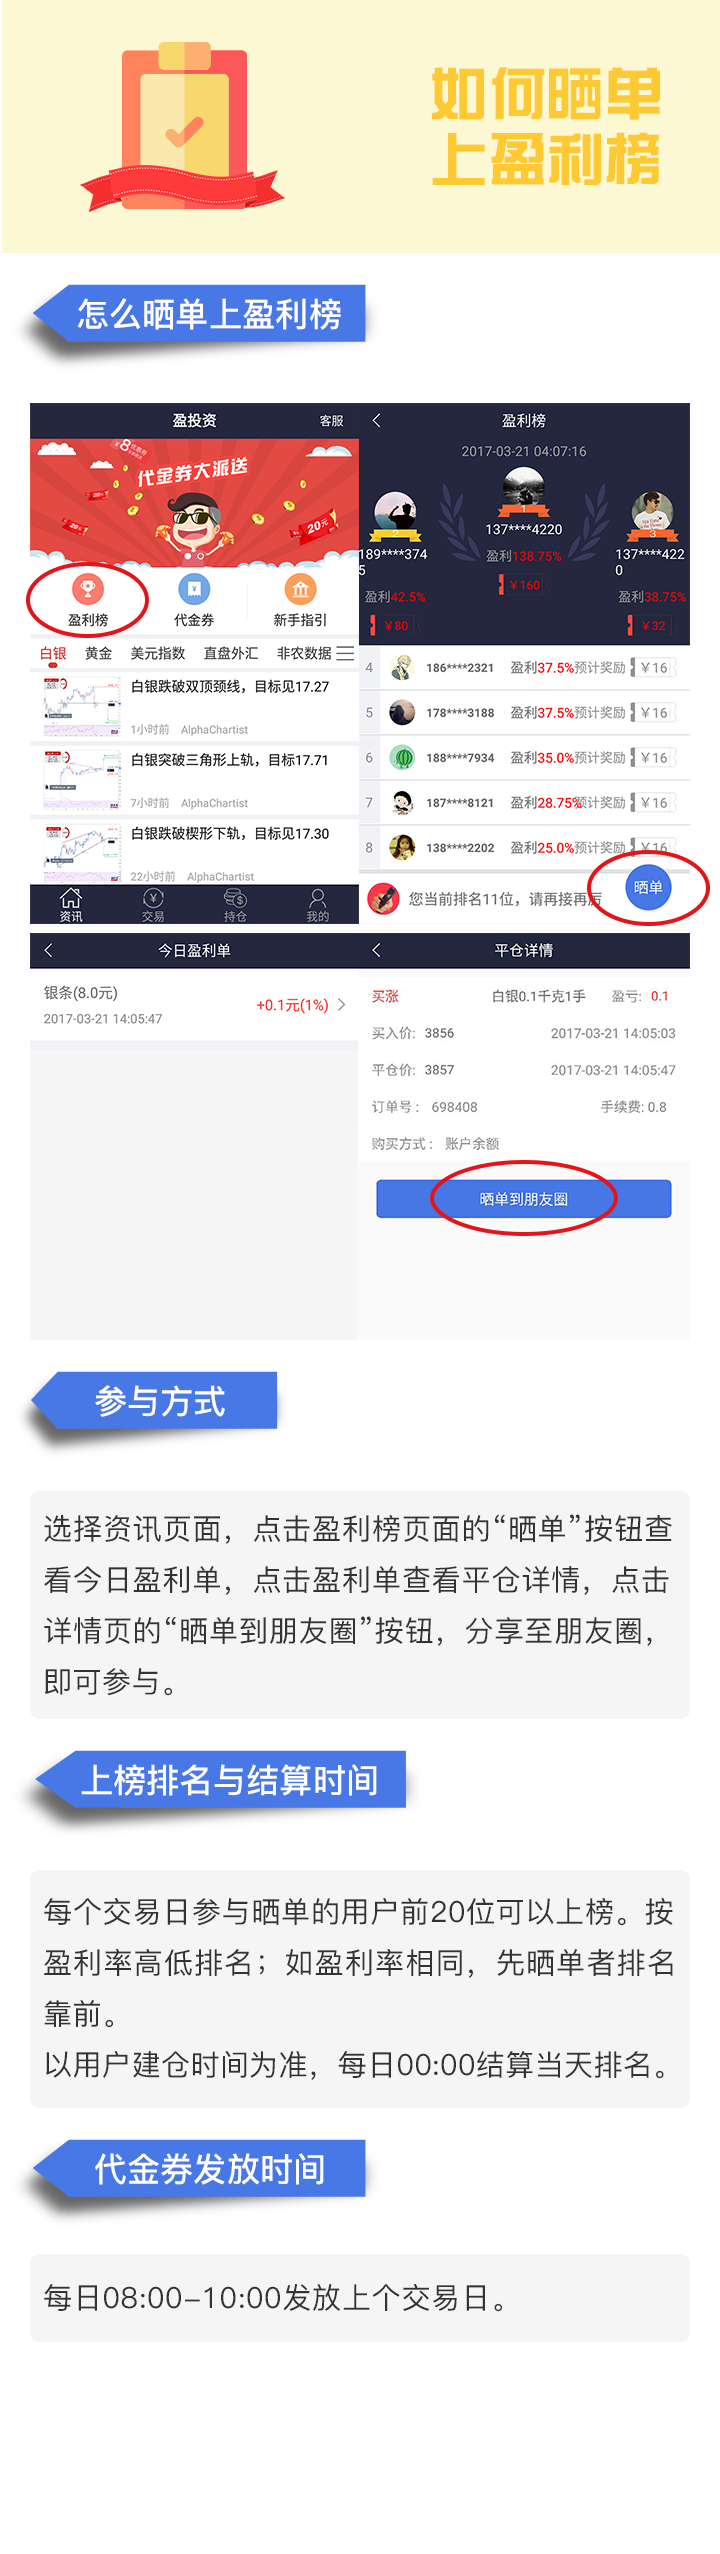 如何晒单
上盈利榜
怎么晒单上盈利榜
盈投资
客服
代金券大派送
20元
盈利榜
代金券
新手指引
白银
黄金
美元指数
直盘外汇
非农数据
白银跌破双顶颈线，目标见17.27
1小时前 AlphaChartist
白银突破三角形上轨，目标17.71
7小时前 AlphaChartist
白银跌破楔形下轨，目标见17.30
22小时前 AlphaChartist
资讯
交易
持仓
我的
盈利榜
2017-03-21 04:07:16
1
137****4220
盈利138.75%
￥160
2
189****374
5
盈利42.5%
￥80
3
137****422
0
盈利38.75%
￥32
4 186****2321 盈利37.5%预计奖励 ￥16
5 178****3188 盈利37.5%预计奖励 ￥16
6 188****7934 盈利35.0%预计奖励 ￥16
7 187****8121 盈利28.75%预计奖励 ￥16
8 138****2202 盈利25.0%预计奖励 ￥16
您当前排名11位，请再接再厉
晒单
今日盈利单
银条(8.0元)
2017-03-21 14:05:47
+0.1元(1%)
平仓详情
买涨 白银0.1千克1手 盈亏: 0.1
买入价: 3856 2017-03-21 14:05:03
平仓价: 3857 2017-03-21 14:05:47
订单号： 698408 手续费: 0.8
购买方式： 账户余额
晒单到朋友圈
参与方式
选择资讯页面，点击盈利榜页面的“晒单”按钮查
看今日盈利单，点击盈利单查看平仓详情，点击
详情页的“晒单到朋友圈”按钮，分享至朋友圈，
即可参与。
上榜排名与结算时间
每个交易日参与晒单的用户前20位可以上榜。按
盈利率高低排名；如盈利率相同，先晒单者排名
靠前。
以用户建仓时间为准，每日00:00结算当天排名。
代金券发放时间
每日08:00-10:00发放上个交易日。